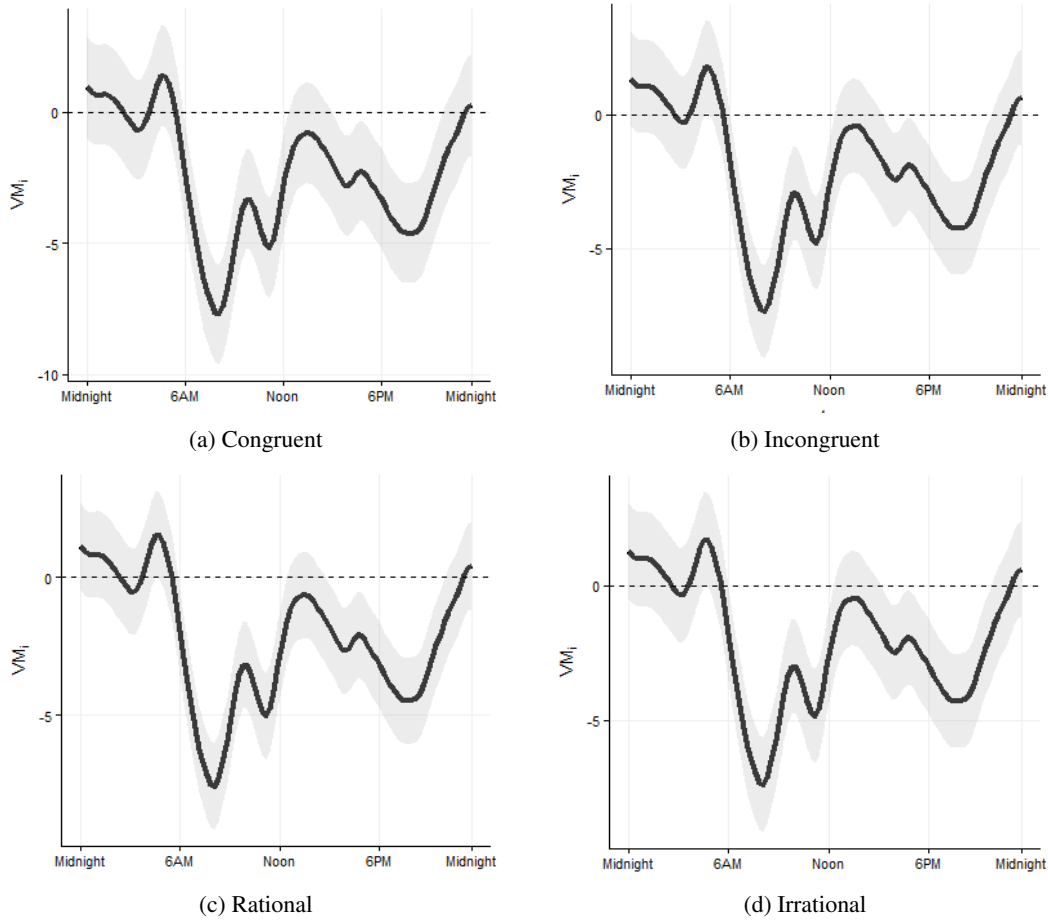 0
-5
-10
VMi
Midnight 6AM Noon 6PM Midnight
(a) Congruent
0
-5
VMi
Midnight 6AM Noon 6PM Midnight
(b) Incongruent
0
-5
VMi
Midnight 6AM Noon 6PM Midnight
(c) Rational
0
-5
VMi
Midnight 6AM Noon 6PM Midnight
(d) Irrational